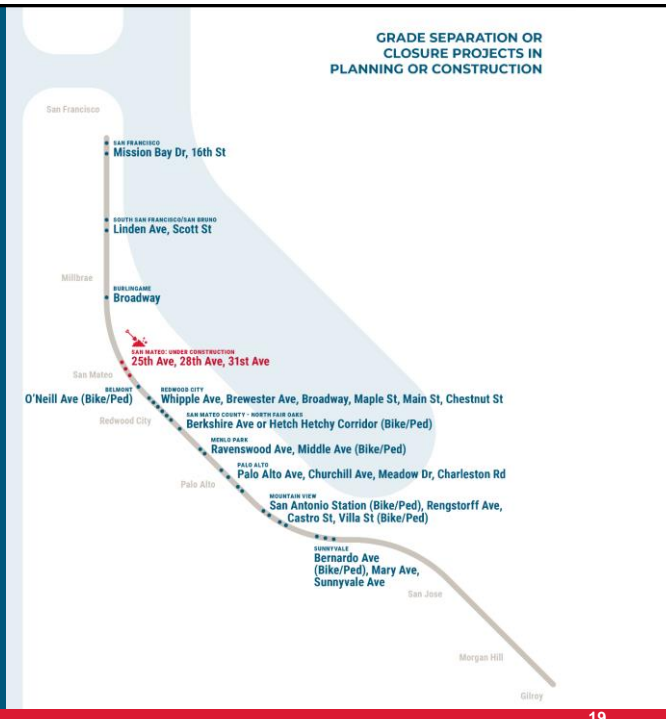 GRADE SEPARATION OR
CLOSURE PROJECTS IN
PLANNING OR CONSTRUCTION
San Francisco
SAN FRANCISCO
Mission Bay Dr, 16th St
SOUTH SAN FRANCISCO/SAN BRUNO
Linden Ave, Scott St
Millbrae
BURLINGAME
Broadway
SAN MATEO: UNDER CONSTRUCTION
25th Ave, 28th Ave, 31st Ave
San Mateo
BELMONT
O'Neill Ave (Bike/Ped)
REDWOOD CITY
Whipple Ave, Brewester Ave, Broadway, Maple St, Main St, Chestnut St
Redwood City
SAN MATEO COUNTY - NORTH FAIR OAKS
Berkshire Ave or Hetch Hetchy Corridor (Bike/Ped)
MENLO PARK
Ravenswood Ave, Middle Ave (Bike/Ped)
PALO ALTO
Palo Alto Ave, Churchill Ave, Meadow Dr, Charleston Rd
Palo Alto
MOUNTAIN VIEW
San Antonio Station (Bike/Ped), Rengstorff Ave,
Castro St, Villa St (Bike/Ped)
SUNNYVALE
Bernardo Ave
(Bike/Ped), Mary Ave,
Sunnyvale Ave
San Jose
Morgan Hill
Gilroy
19